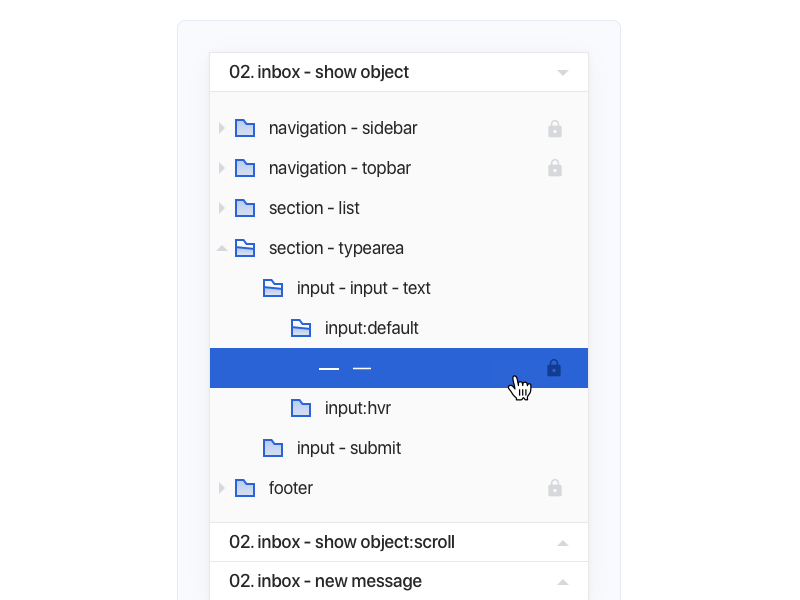 02. inbox - show object
navigation - sidebar
navigation - topbar
section - list
section - typearea
input - input - text
input:default
— —
input:hvr
input - submit
footer
02. inbox - show object:scroll
02. inbox - new message